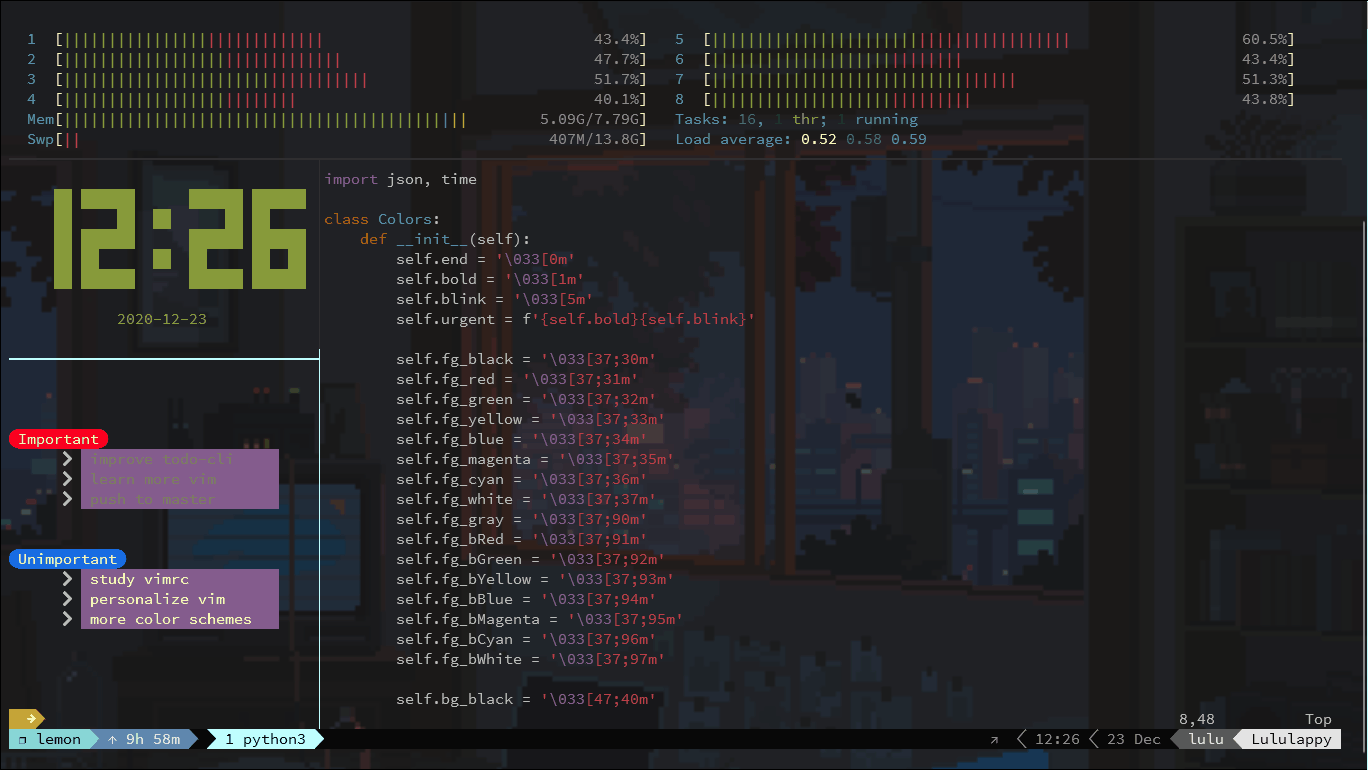 1 [||||||||||||||||||||||||||||| 43.4%] 5 [|||||||||||||||||||||||||||||||||||||||| 60.5%]
2 [||||||||||||||||||||||||||||||| 47.7%] 6 [|||||||||||||||||||||||||||| 43.4%]
3 [|||||||||||||||||||||||||||||||||| 51.7%] 7 [|||||||||||||||||||||||||||||||||| 51.3%]
4 [|||||||||||||||||||||||||| 40.1%] 8 [||||||||||||||||||||||||||||| 43.8%]
Mem[||||||||||||||||||||||||||||||||||||||||||||| 5.09G/7.79G] Tasks: 16, 1 thr; 1 running
Swp[|| 407M/13.8G] Load average: 0.52 0.58 0.59
12:26
2020-12-23
Important
improve todo-cli
learn more vim
push to master
Unimportant
study vimrc
personalize vim
more color schemes
import json, time
class Colors:
def __init__(self):
self.end = '\033[0m'
self.bold = '\033[1m'
self.blink = '\033[5m'
self.urgent = f'{self.bold}{self.blink}'
self.fg_black = '\033[37;30m'
self.fg_red = '\033[37;31m'
self.fg_green = '\033[37;32m'
self.fg_yellow = '\033[37;33m'
self.fg_blue = '\033[37;34m'
self.fg_magenta = '\033[37;35m'
self.fg_cyan = '\033[37;36m'
self.fg_white = '\033[37;37m'
self.fg_gray = '\033[37;90m'
self.fg_bRed = '\033[37;91m'
self.fg_bGreen = '\033[37;92m'
self.fg_bYellow = '\033[37;93m'
self.fg_bBlue = '\033[37;94m'
self.fg_bMagenta = '\033[37;95m'
self.fg_bCyan = '\033[37;96m'
self.fg_bWhite = '\033[37;97m'
self.bg_black = '\033[47;40m'
8,48 Top
❐ lemon ↑ 9h 58m 1 python3 ↗ 12:26 23 Dec lulu Lululappy